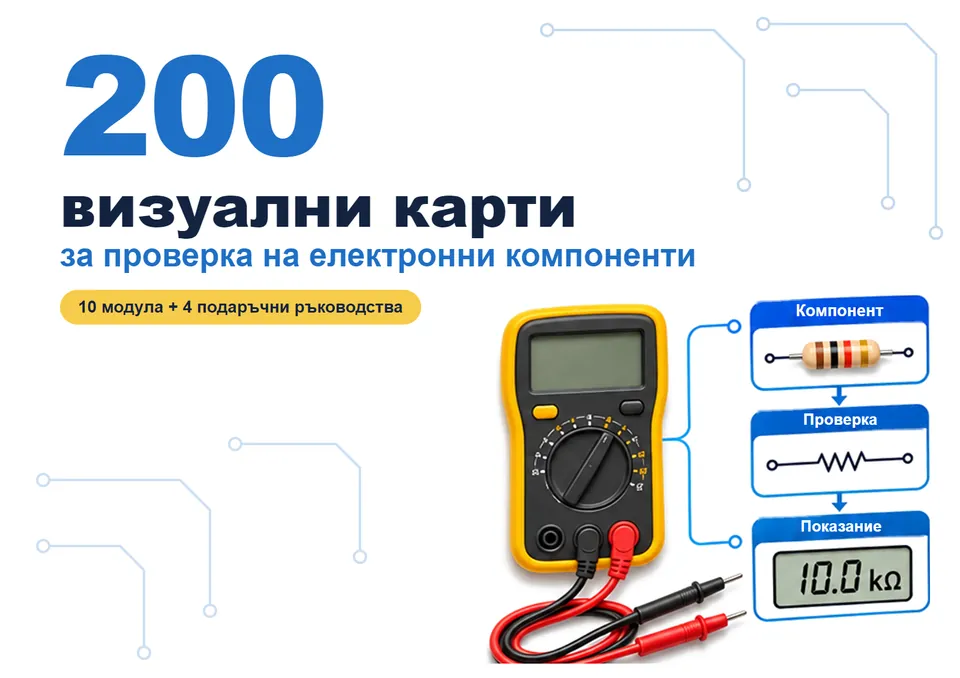 200
визуални карти
за проверка на електронни компоненти
10 модула + 4 подаръчни ръководства
Компонент
Проверка
Показание
10.0 kΩ